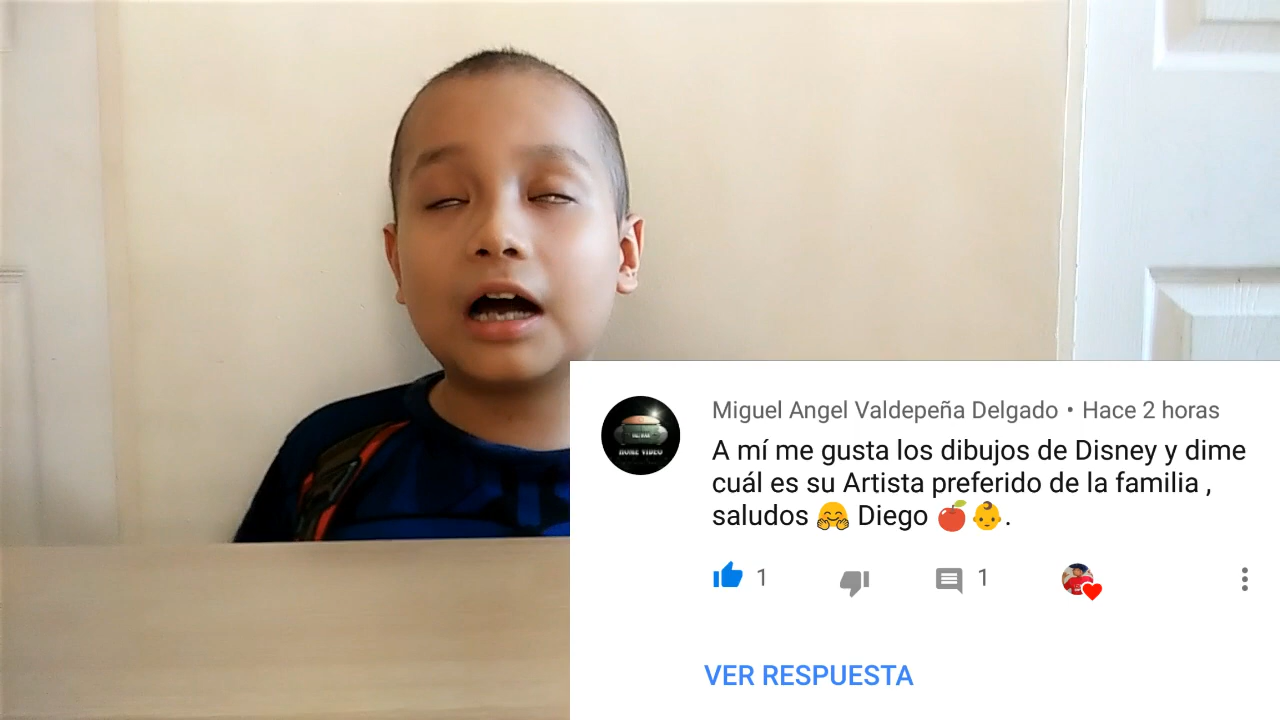 Miguel Angel Valdepeña Delgado • Hace 2 horas
A mí me gusta los dibujos de Disney y dime
cuál es su Artista preferido de la familia ,
saludos 🤗 Diego 🍎👶.
1
1
VER RESPUESTA